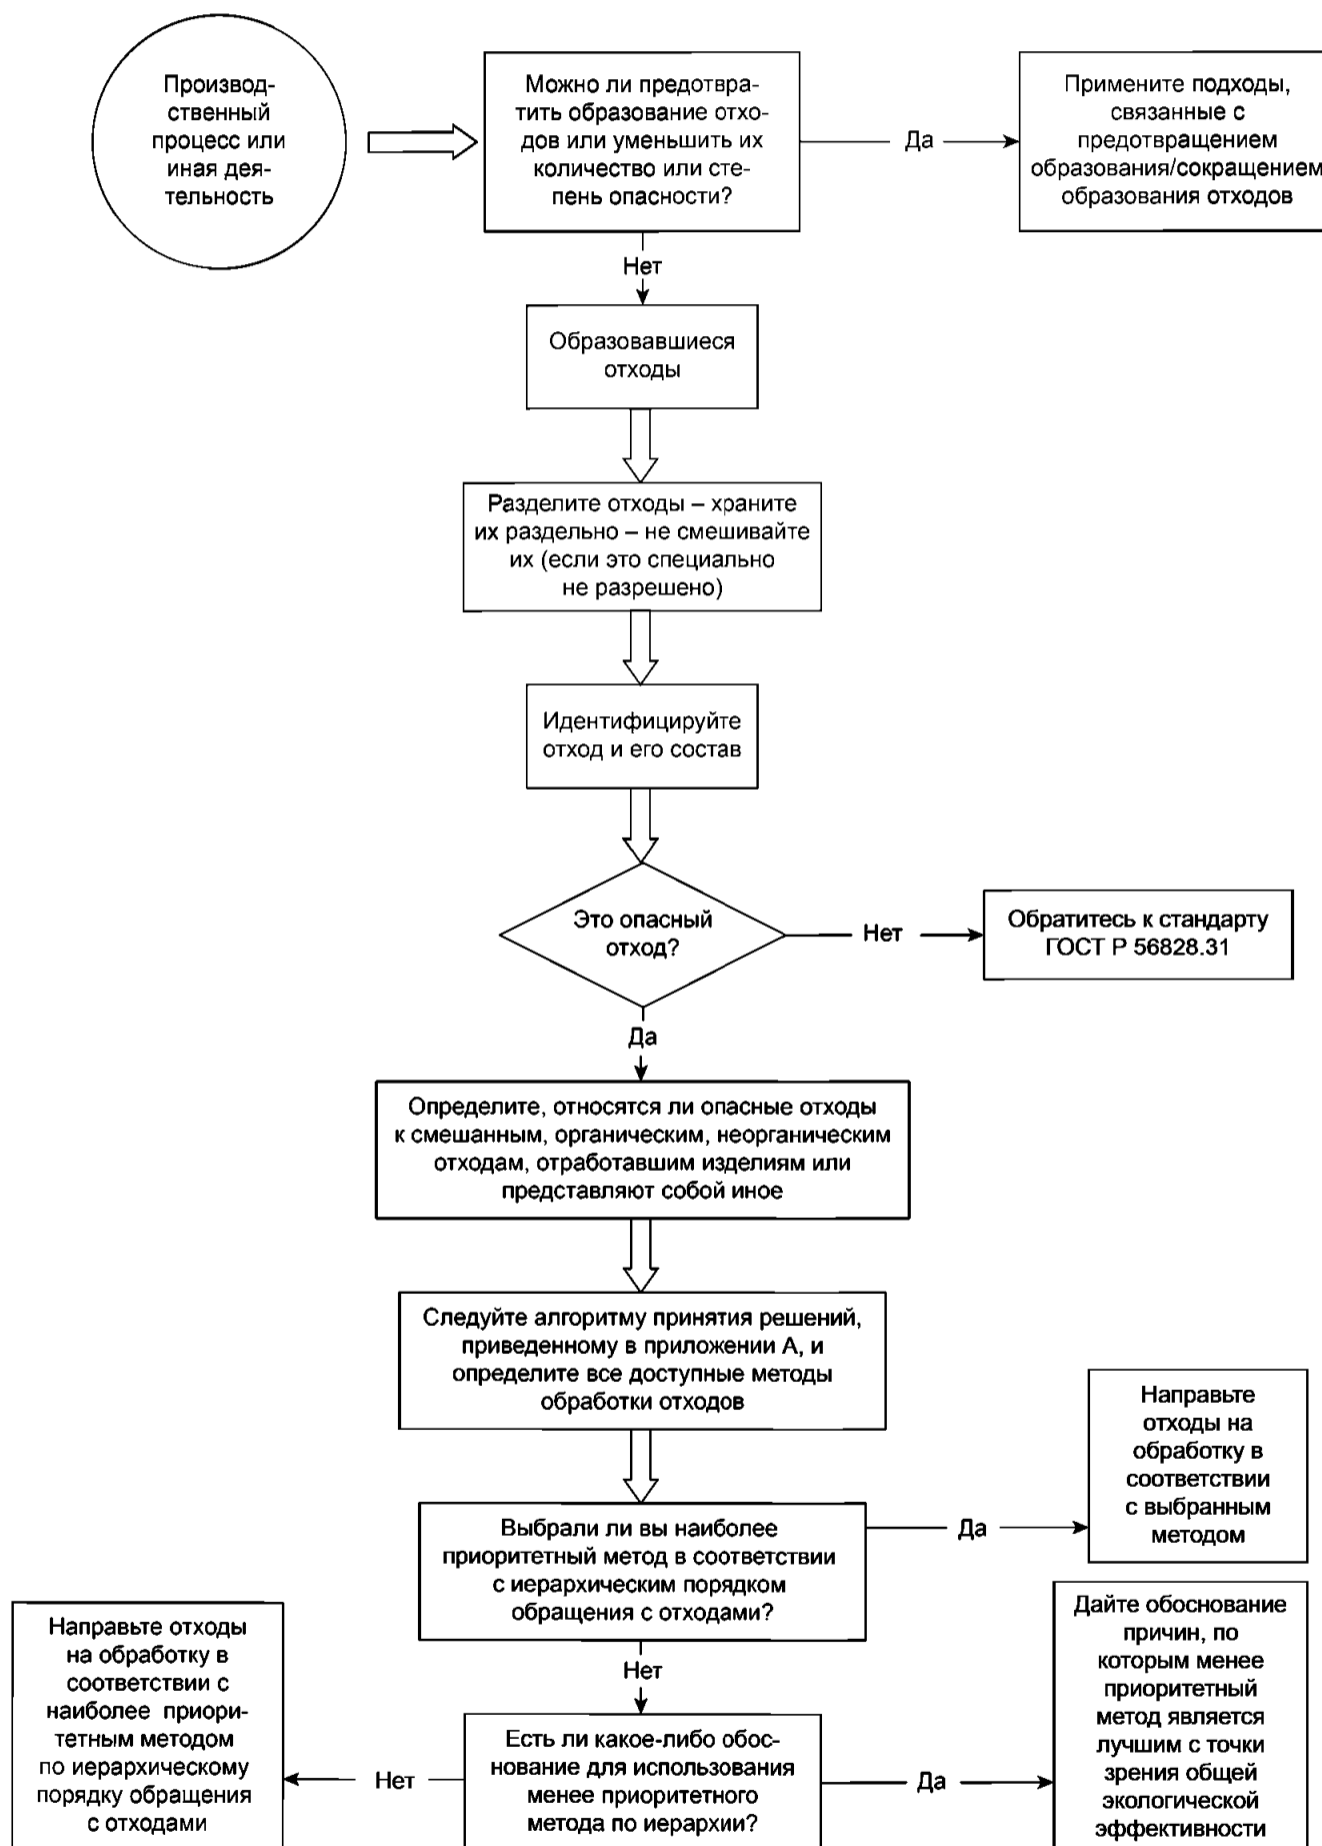 Производ-
ственный
процесс или
иная дея-
тельность
Можно ли предотвра-
тить образование отхо-
дов или уменьшить их
количество или сте-
пень опасности?
Да
Примените подходы,
связанные с
предотвращением
образования/сокращением
образования отходов
Нет
Образовавшиеся
отходы
Разделите отходы – храните
их раздельно – не смешивайте
их (если это специально
не разрешено)
Идентифицируйте
отход и его состав
Это опасный
отход?
Нет
Обратитесь к стандарту
ГОСТ Р 56828.31
Да
Определите, относятся ли опасные отходы
к смешанным, органическим, неорганическим
отходам, отработавшим изделиям или
представляют собой иное
Следуйте алгоритму принятия решений,
приведенному в приложении А, и
определите все доступные методы
обработки отходов
Выбрали ли вы наиболее
приоритетный метод в соответствии
с иерархическим порядком
обращения с отходами?
Да
Направьте
отходы на
обработку в
соответствии
с выбранным
методом
Нет
Есть ли какое-либо обос-
нование для использования
менее приоритетного
метода по иерархии?
Нет
Направьте отходы
на обработку в
соответствии с
наиболее приори-
тетным методом
по иерархическому
порядку обращения
с отходами
Да
Дайте обоснование
причин, по
которым менее
приоритетный
метод является
лучшим с точки
зрения общей
экологической
эффективности